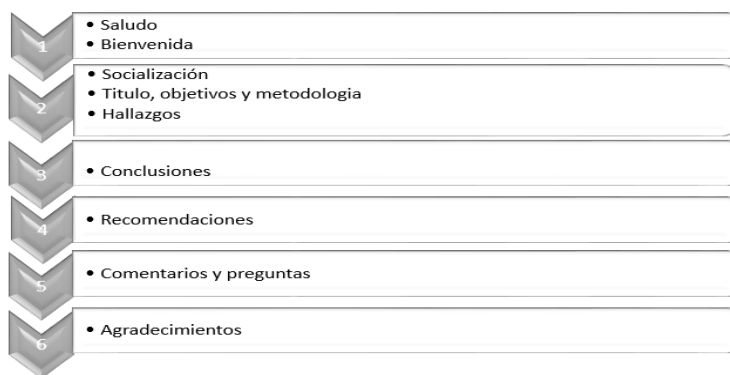 1
• Saludo
• Bienvenida
2
• Socialización
• Titulo, objetivos y metodologia
• Hallazgos
3
• Conclusiones
4
• Recomendaciones
5
• Comentarios y preguntas
6
• Agradecimientos